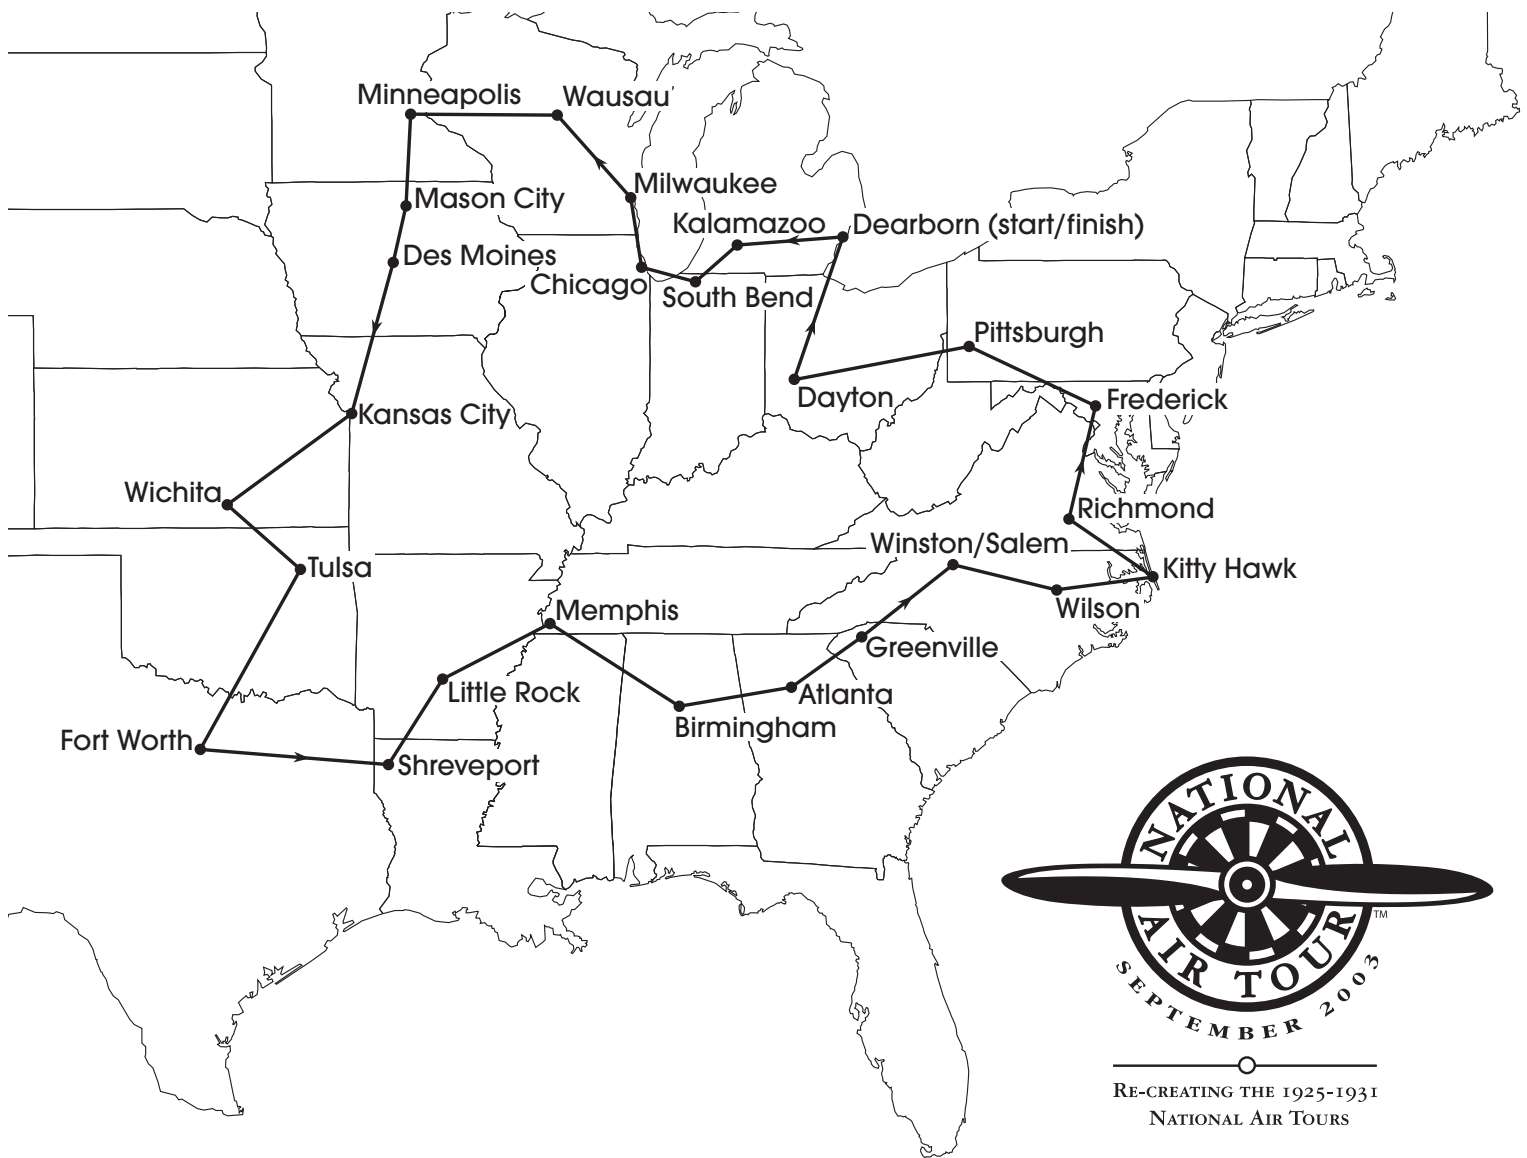 Minneapolis
Wausau
Mason City
Milwaukee
Kalamazoo
Dearborn (start/finish)
Des Moines
Chicago
South Bend
Pittsburgh
Dayton
Frederick
Kansas City
Wichita
Richmond
Winston/Salem
Tulsa
Kitty Hawk
Wilson
Memphis
Greenville
Little Rock
Atlanta
Birmingham
Fort Worth
Shreveport
NATIONAL
AIR TOUR
TM
SEPTEMBER 2003
RE-CREATING THE 1925-1931
NATIONAL AIR TOURS